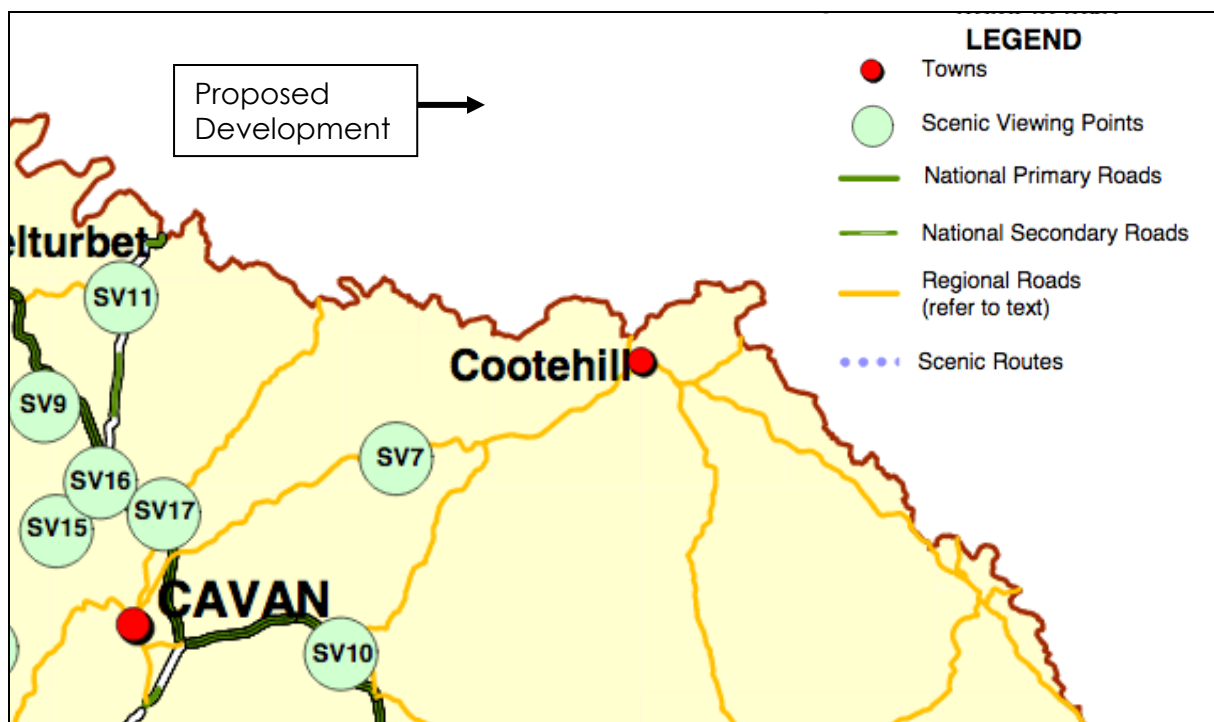 LEGEND
Towns
Scenic Viewing Points
National Primary Roads
National Secondary Roads
Regional Roads
(refer to text)
Scenic Routes
Proposed
Development
elturbet
SV11
Cootehill
SV9
SV7
SV16
SV17
SV15
CAVAN
SV10